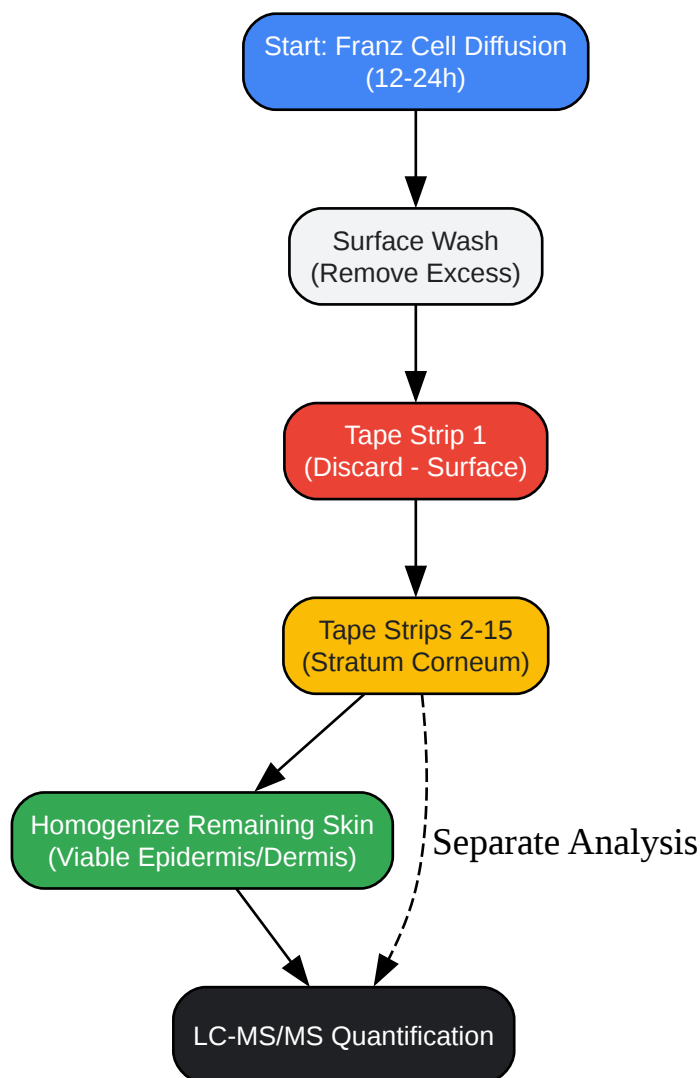 Start: Franz Cell Diffusion
(12-24h)
Surface Wash
(Remove Excess)
Tape Strip 1
(Discard - Surface)
Tape Strips 2-15
(Stratum Corneum)
Homogenize Remaining Skin
(Viable Epidermis/Dermis)
Separate Analysis
LC-MS/MS Quantification